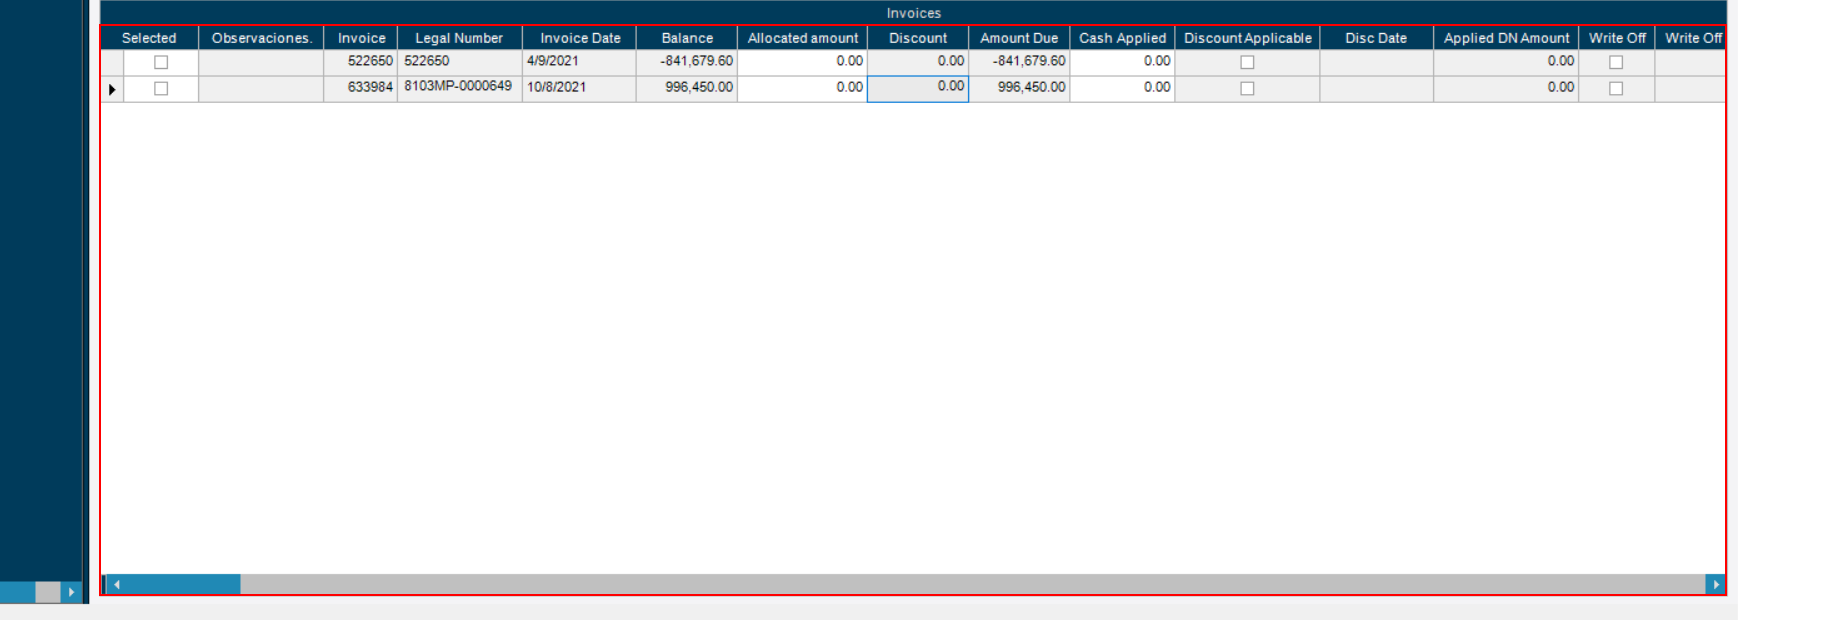 Invoices
Selected Observaciones. Invoice Legal Number Invoice Date Balance Allocated amount Discount Amount Due Cash Applied Discount Applicable Disc Date Applied DN Amount Write Off Write Off
522650 522650 4/9/2021 -841,679.60 0.00 0.00 -841,679.60 0.00 0.00
633984 8103MP-0000649 10/8/2021 996,450.00 0.00 0.00 996,450.00 0.00 0.00